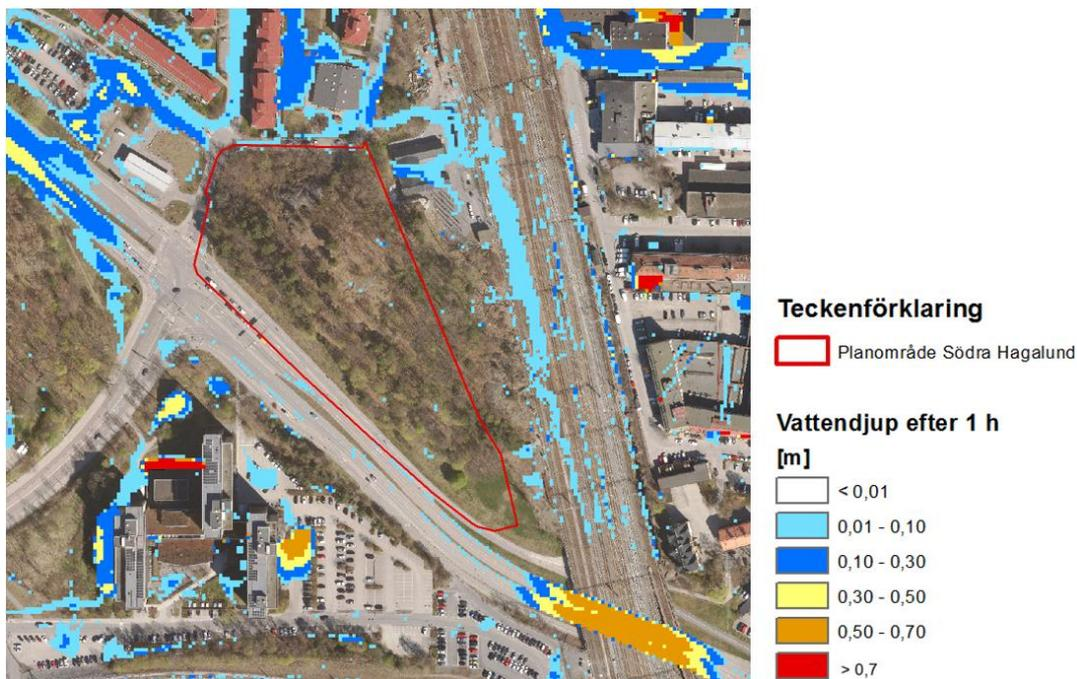 Teckenförklaring
Planområde Södra Hagalund
Vattendjup efter 1 h
[m]
< 0,01
0,01 - 0,10
0,10 - 0,30
0,30 - 0,50
0,50 - 0,70
> 0,7